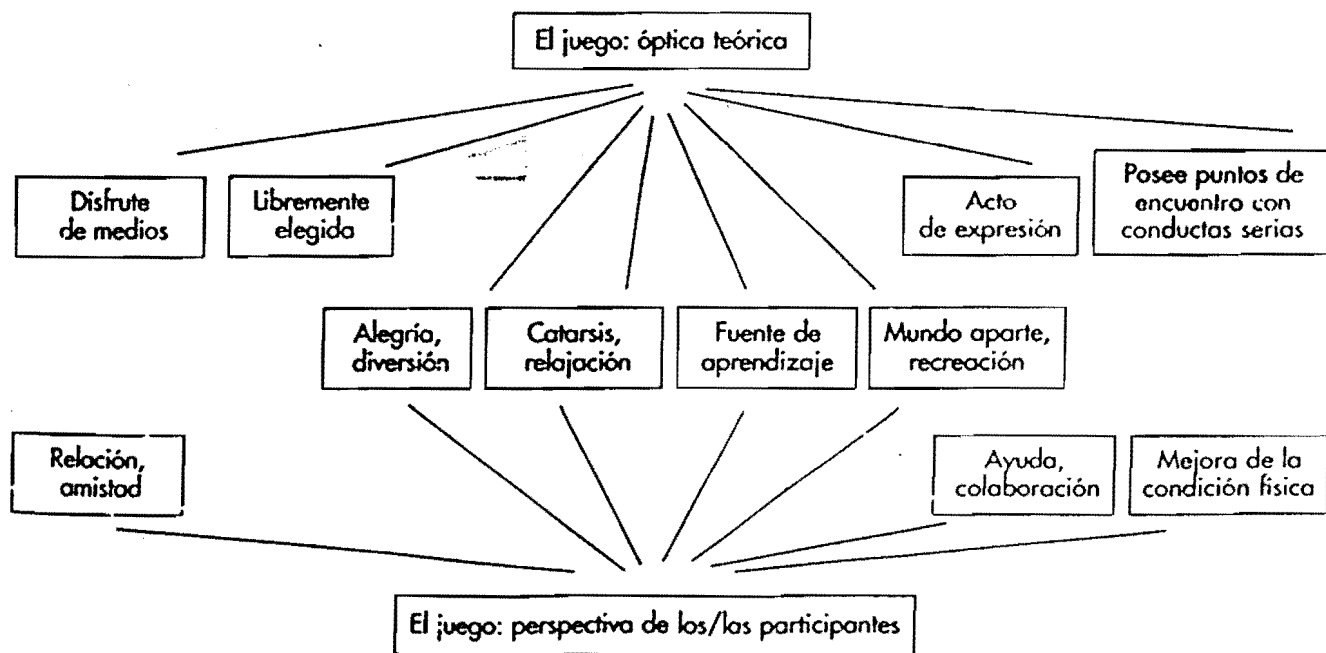 El juego: óptica teórica
Disfrute
de medios
Libremente
elegida
Acto
de expresión
Posee puntos de
encuentro con
conductas serias
Alegría,
diversión
Catarsis,
relajación
Fuente de
aprendizaje
Mundo aparte,
recreación
Relación,
amistad
Ayuda,
colaboración
Mejora de la
condición física
El juego: perspectiva de los/las participantes